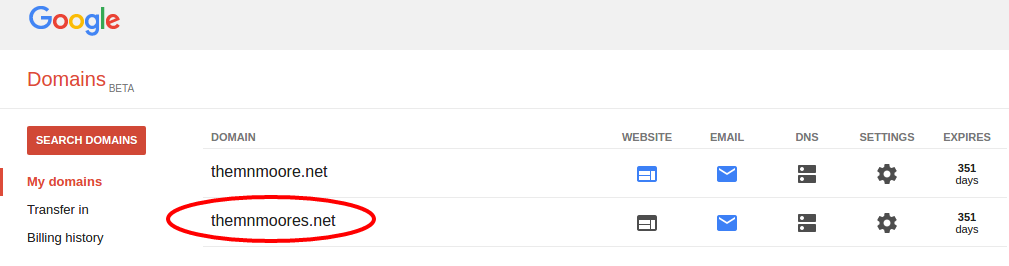 Google
Domains BETA
SEARCH DOMAINS
My domains
Transfer in
Billing history
DOMAIN WEBSITE EMAIL DNS SETTINGS EXPIRES
themnmoore.net 351 days
themnmoores.net 351 days